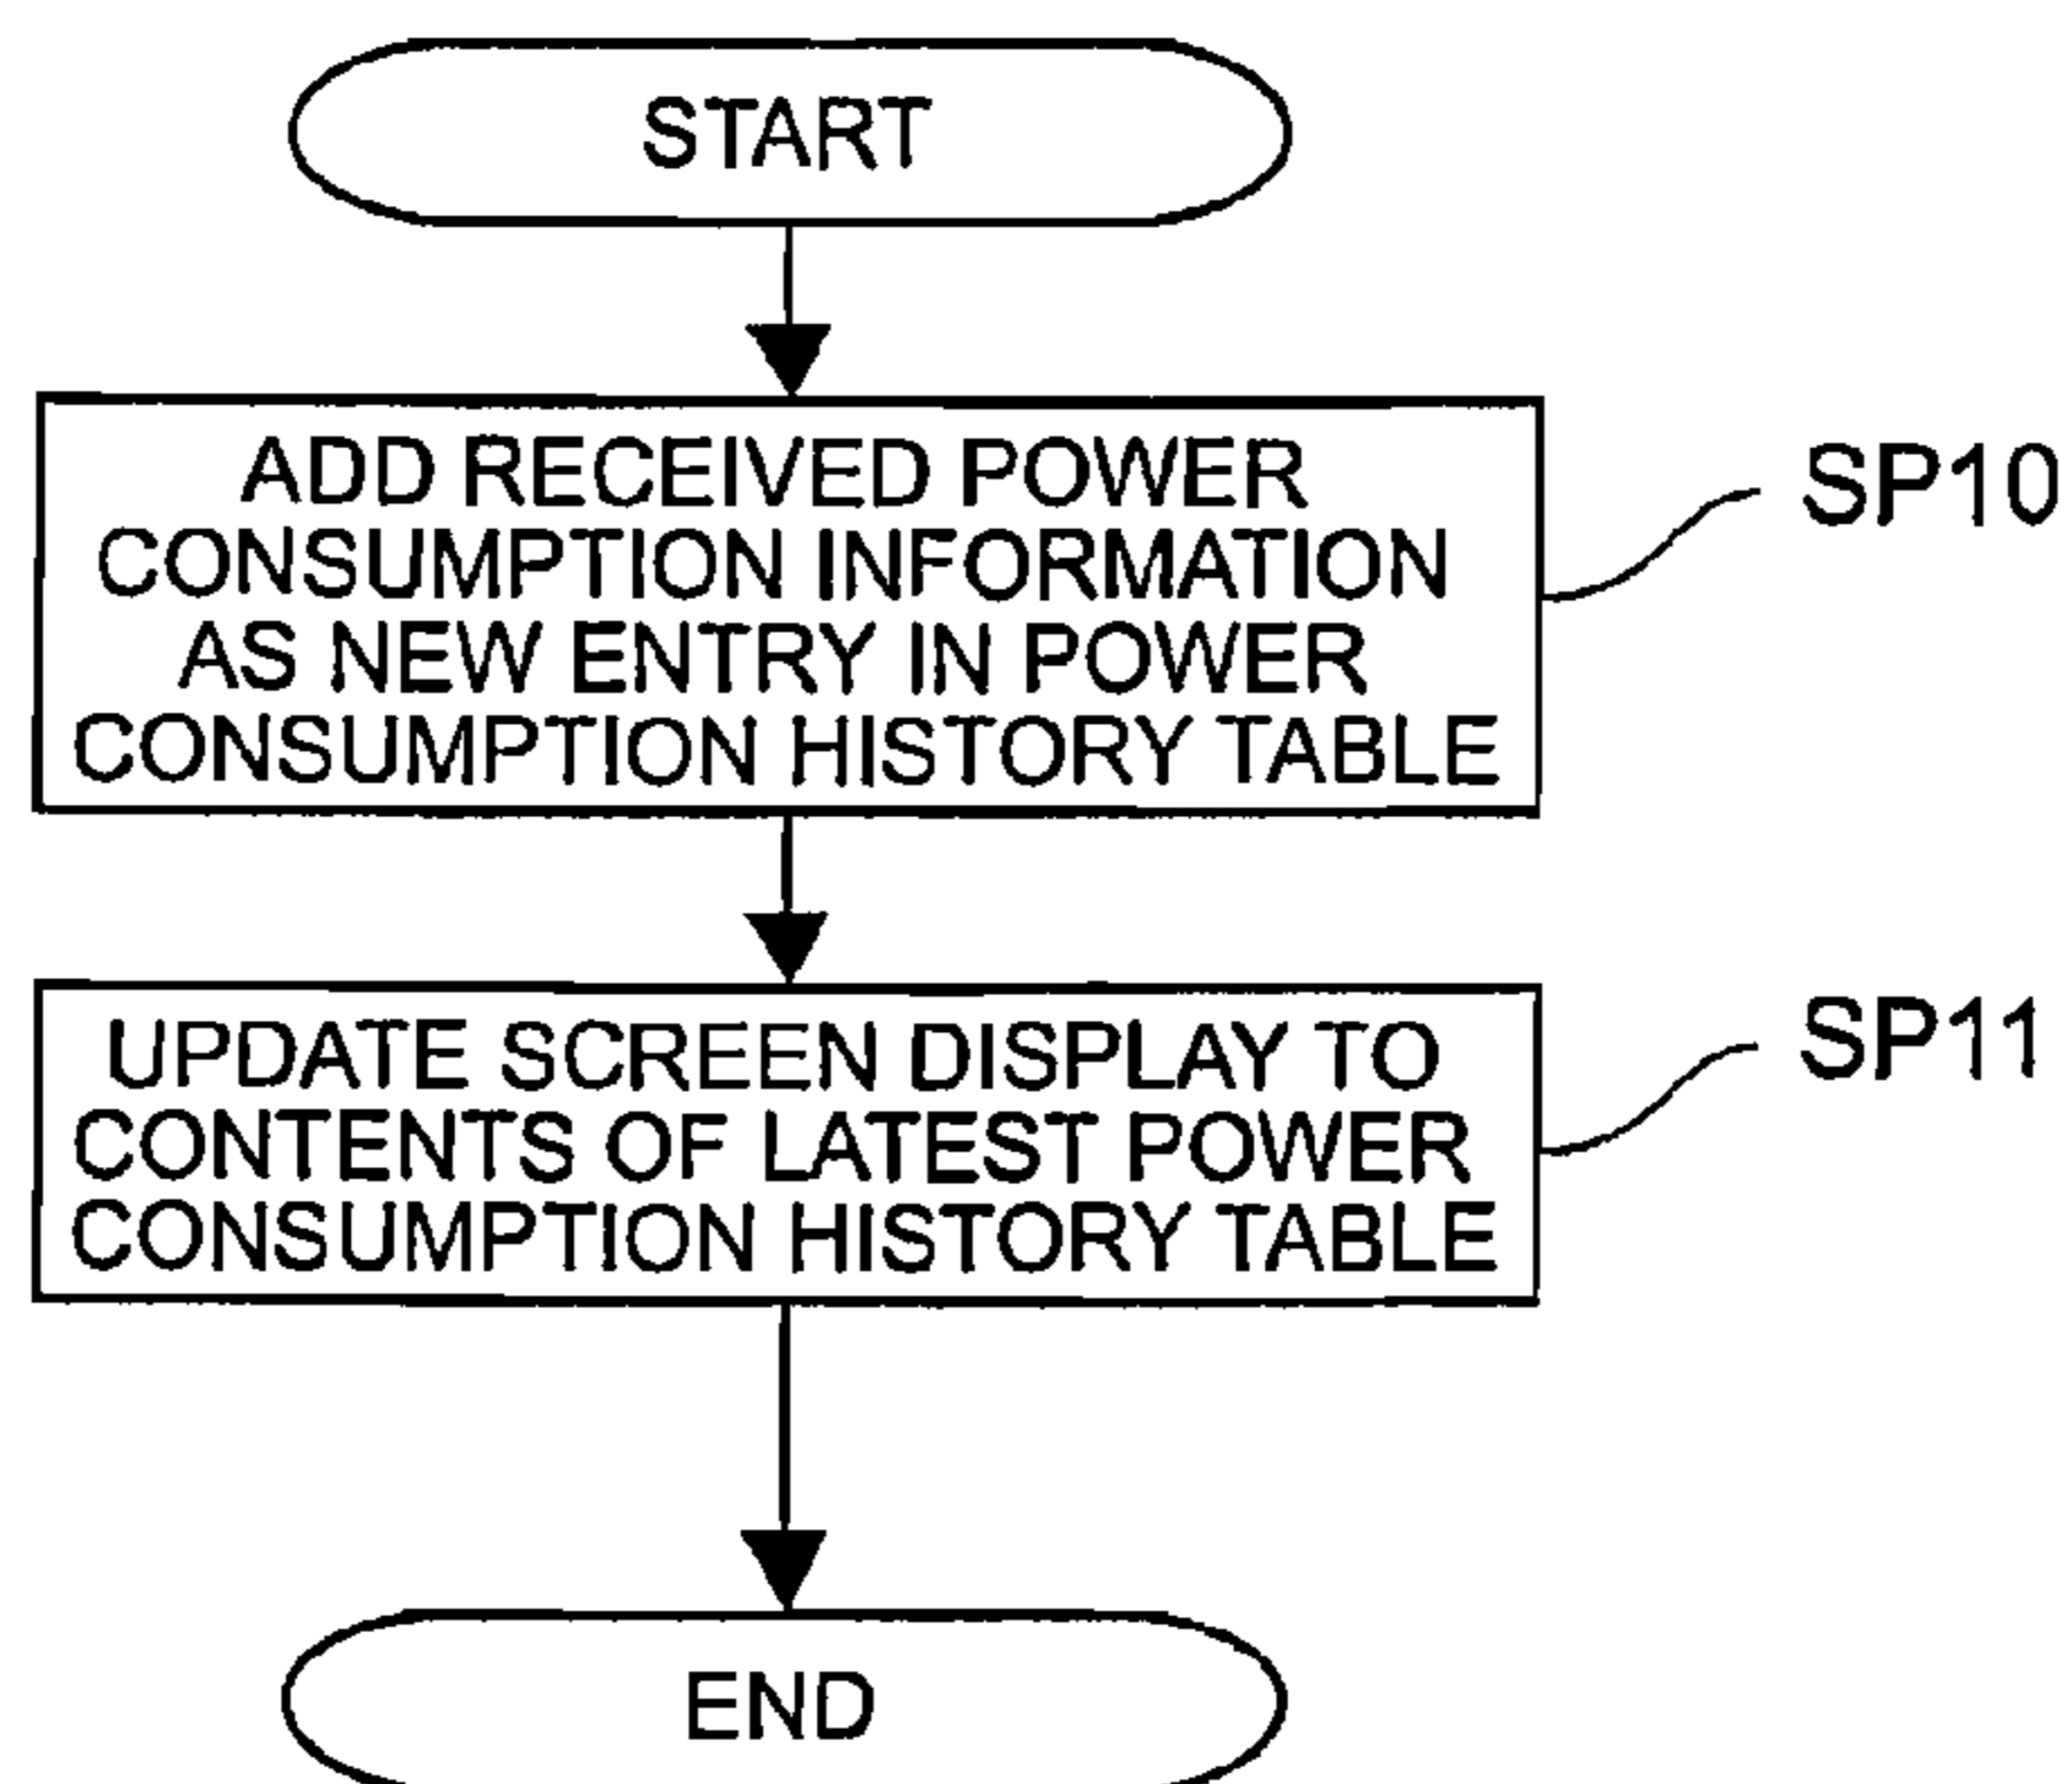 START
ADD RECEIVED POWER
CONSUMPTION INFORMATION
AS NEW ENTRY IN POWER
CONSUMPTION HISTORY TABLE
SP10
UPDATE SCREEN DISPLAY TO
CONTENTS OF LATEST POWER
CONSUMPTION HISTORY TABLE
SP11
END